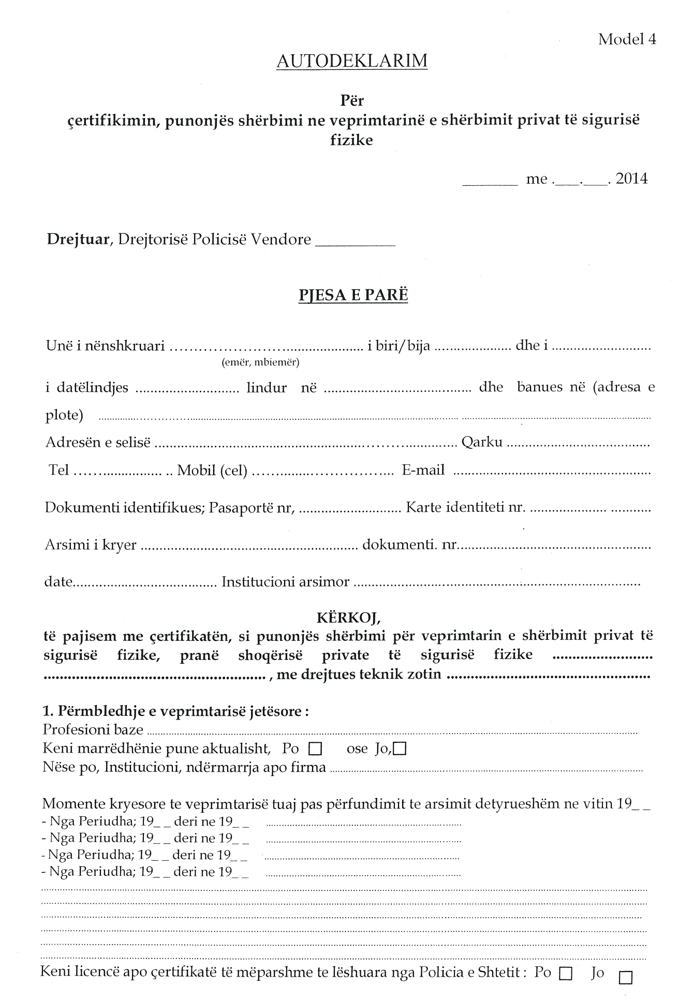 Model 4
AUTODEKLARIM
Për
çertifikimin, punonjës shërbimi ne veprimtarinë e shërbimit privat të sigurisë
fizike
_______ me .___.___. 2014
Drejtuar, Drejtorisë Policisë Vendore __________
PJESA E PARË
Unë i nënshkruari ................................................ i biri/bija .................... dhe i ..........................
(emër, mbiemër)
i datëlindjes ........................... lindur në ....................................... dhe banues në (adresa e
plote) ................................................................................................................
Adresën e selisë ............................................................................... Qarku .....................................
Tel ....................... .. Mobil (cel) ..................................... E-mail ....................................................
Dokumenti identifikues; Pasaportë nr, ........................... Karte identiteti nr. .................... ...........
Arsimi i kryer ......................................................... dokumenti. nr...................................................
date...................................... Institucioni arsimor ...........................................................................
KËRKOJ,
të pajisem me çertifikatën, si punonjës shërbimi për veprimtarin e shërbimit privat të
sigurisë fizike, pranë shoqërisë private të sigurisë fizike .........................
........................................................ , me drejtues teknik zotin ...................................................
1. Përmbledhje e veprimtarisë jetësore :
Profesioni baze ................................................................................................
Keni marrëdhënie pune aktualisht, Po ☐ ose Jo,☐
Nëse po, Institucioni, ndërmarrja apo firma ................................................................
Momente kryesore te veprimtarisë tuaj pas përfundimit te arsimit detyrueshëm ne vitin 19_ _
- Nga Periudha; 19_ _ deri ne 19_ _ ................................................
- Nga Periudha; 19_ _ deri ne 19_ _ ................................................
- Nga Periudha; 19_ _ deri ne 19_ _ ................................................
- Nga Periudha; 19_ _ deri ne 19_ _ ................................................
................................................................................................................
................................................................................................................
................................................................................................................
................................................................................................................
................................................................................................................
................................................................................................................
Keni licencë apo çertifikatë të mëparshme te lëshuara nga Policia e Shtetit : Po ☐ Jo ☐